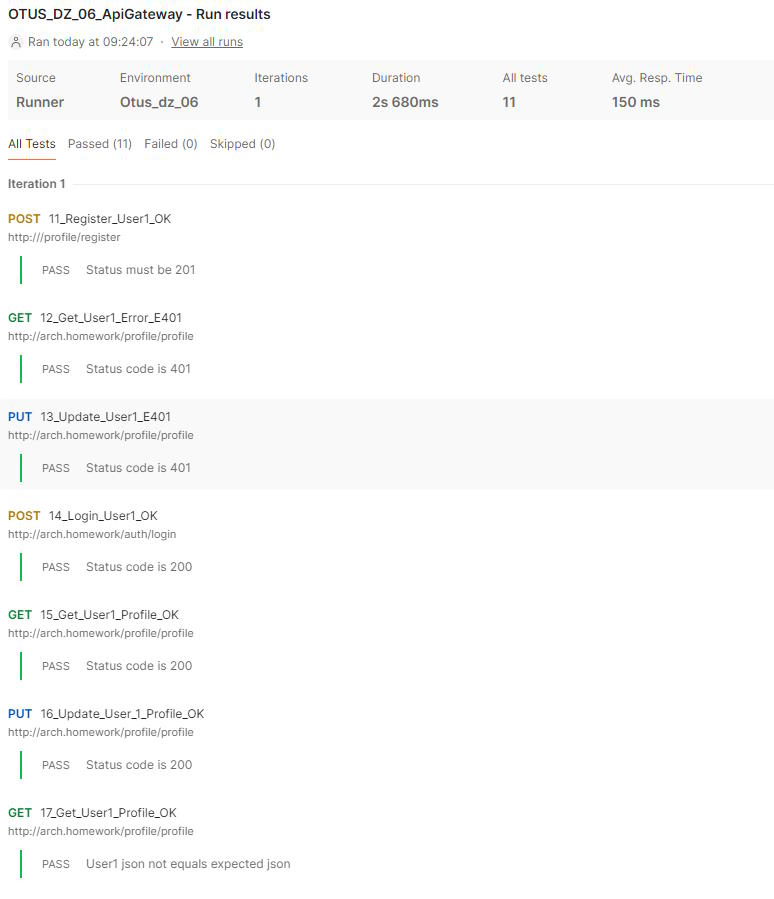 OTUS_DZ_06_ApiGateway - Run results
Ran today at 09:24:07 · View all runs
Source Environment Iterations Duration All tests Avg. Resp. Time
Runner Otus_dz_06 1 2s 680ms 11 150 ms
All Tests Passed (11) Failed (0) Skipped (0)
Iteration 1
POST 11_Register_User1_OK
http:///profile/register
PASS Status must be 201
GET 12_Get_User1_Error_E401
http://arch.homework/profile/profile
PASS Status code is 401
PUT 13_Update_User1_E401
http://arch.homework/profile/profile
PASS Status code is 401
POST 14_Login_User1_OK
http://arch.homework/auth/login
PASS Status code is 200
GET 15_Get_User1_Profile_OK
http://arch.homework/profile/profile
PASS Status code is 200
PUT 16_Update_User_1_Profile_OK
http://arch.homework/profile/profile
PASS Status code is 200
GET 17_Get_User1_Profile_OK
http://arch.homework/profile/profile
PASS User1 json not equals expected json